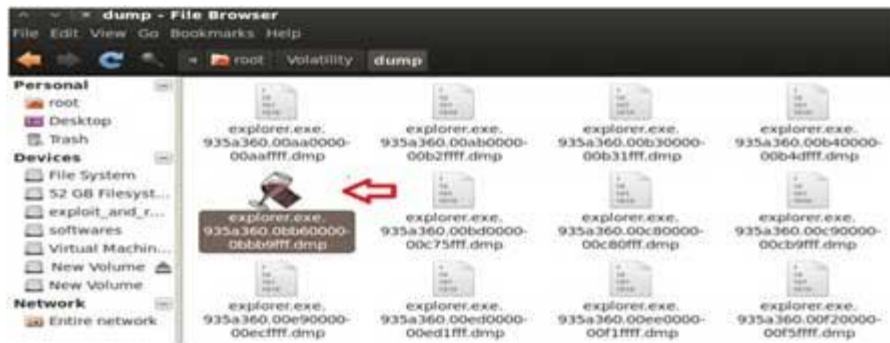 dump - File Browser
File Edit View Go Bookmarks Help
root Volatility dump
Personal
root
Desktop
Trash
Devices
File System
52 GB Filesyst...
exploit_and_r...
softwares
Virtual Machin...
New Volume
New Volume
Network
Entire network
explorer.exe.
935a360.00aa0000-
00aaffff.dmp
explorer.exe.
935a360.00ab0000-
00b2ffff.dmp
explorer.exe.
935a360.00b30000-
00b31fff.dmp
explorer.exe.
935a360.00b40000-
00b4dfff.dmp
explorer.exe.
935a360.0bb60000-
0bbb9fff.dmp
explorer.exe.
935a360.00bd0000-
00c75fff.dmp
explorer.exe.
935a360.00c80000-
00c80fff.dmp
explorer.exe.
935a360.00c90000-
00cb9fff.dmp
explorer.exe.
935a360.00e90000-
00ecffff.dmp
explorer.exe.
935a360.00ed0000-
00ed1fff.dmp
explorer.exe.
935a360.00ee0000-
00f1ffff.dmp
explorer.exe.
935a360.00f20000-
00f5ffff.dmp